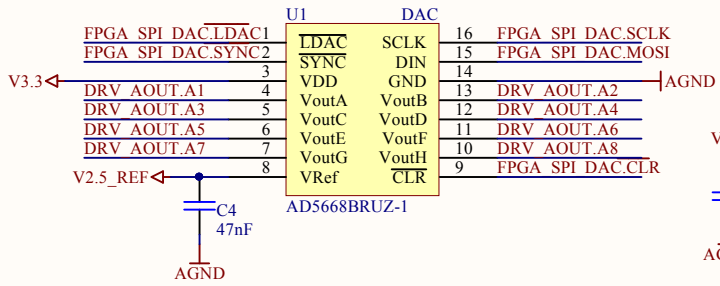 U1 DAC
FPGA_SPI_DAC.LDAC 1 LDAC SCLK 16 FPGA_SPI_DAC.SCLK
FPGA_SPI_DAC.SYNC 2 SYNC DIN 15 FPGA_SPI_DAC.MOSI
V3.3 3 VDD GND 14 AGND
DRV_AOUT.A1 4 VoutA VoutB 13 DRV_AOUT.A2
DRV_AOUT.A3 5 VoutC VoutD 12 DRV_AOUT.A4
DRV_AOUT.A5 6 VoutE VoutF 11 DRV_AOUT.A6
DRV_AOUT.A7 7 VoutG VoutH 10 DRV_AOUT.A8
V2.5_REF 8 VRef CLR 9 FPGA_SPI_DAC.CLR
AD5668BRUZ-1
C4
47nF
AGND